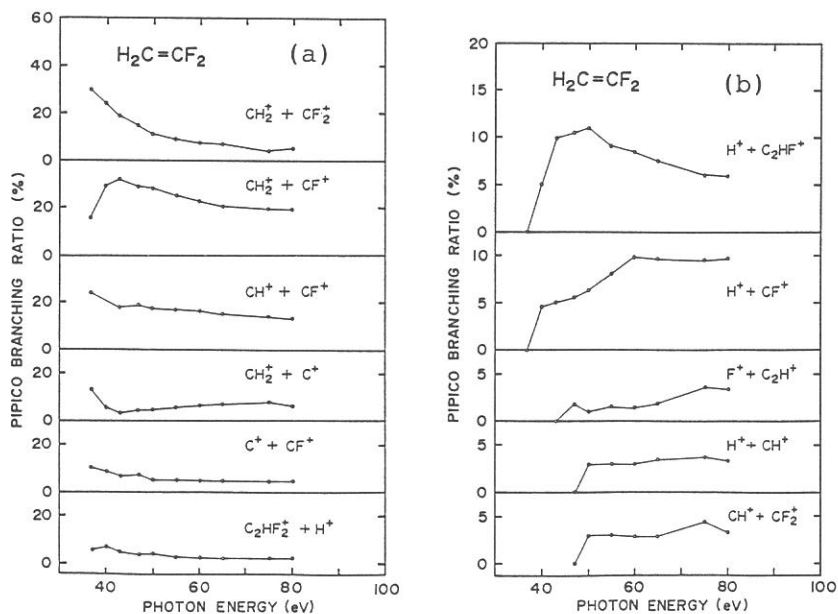 60
40
20
0
20
0
20
0
20
0
20
0
20
0
40 60 80 100
PIPICO BRANCHING RATIO (%)
PHOTON ENERGY (eV)
H₂C=CF₂ (a)
CH₂⁺ + CF₂⁺
CH₂⁺ + CF⁺
CH⁺ + CF⁺
CH₂⁺ + C⁺
C⁺ + CF⁺
C₂HF₂⁺ + H⁺
20
15
10
5
0
10
5
0
5
0
5
0
5
0
40 60 80 100
PIPICO BRANCHING RATIO (%)
PHOTON ENERGY (eV)
H₂C=CF₂ (b)
H⁺ + C₂HF⁺
H⁺ + CF⁺
F⁺ + C₂H⁺
H⁺ + CH⁺
CH⁺ + CF₂⁺